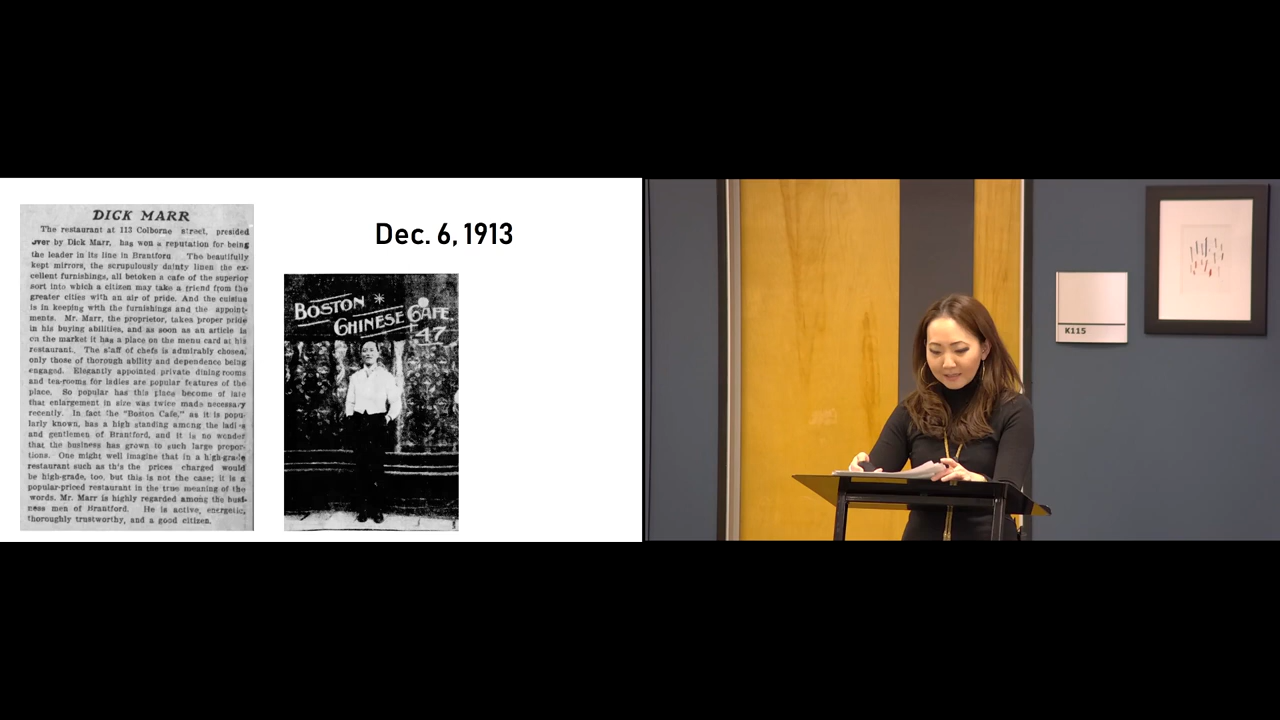 DICK MARR
The restaurant at 113 Colborne street, presided
over by Dick Marr, has won a reputation for being
the leader in its line in Brantford. The beautifully
kept mirrors, the scrupulously dainty linen the ex-
cellent furnishings, all betoken a cafe of the superior
sort into which a citizen may take a friend from the
greater cities with an air of pride. And the cuisine
is in keeping with the furnishings and the appoint-
ments. Mr. Marr, the proprietor, takes proper pride
in his buying abilities, and as soon as an article is
on the market it has a place on the menu card at his
restaurant. The staff of chefs is admirably chosen,
only those of thorough ability and dependence being
engaged. Elegantly appointed private dining-rooms
and tea-rooms for ladies are popular features of the
place. So popular has this place become of late
that enlargement in size was twice made necessary
recently. In fact the "Boston Cafe," as it is popu-
larly known, has a high standing among the ladies
and gentlemen of Brantford, and it is no wonder
that the business has grown to such large propor-
tions. One might well imagine that in a high-grade
restaurant such as th's the prices charged would
be high-grade, too, but this is not the case; it is a
popular-priced restaurant in the true meaning of the
words. Mr. Marr is highly regarded among the busi-
ness men of Brantford. He is active, energetic,
thoroughly trustworthy, and a good citizen.
Dec. 6, 1913
BOSTON
CHINESE CAFE
47
K115